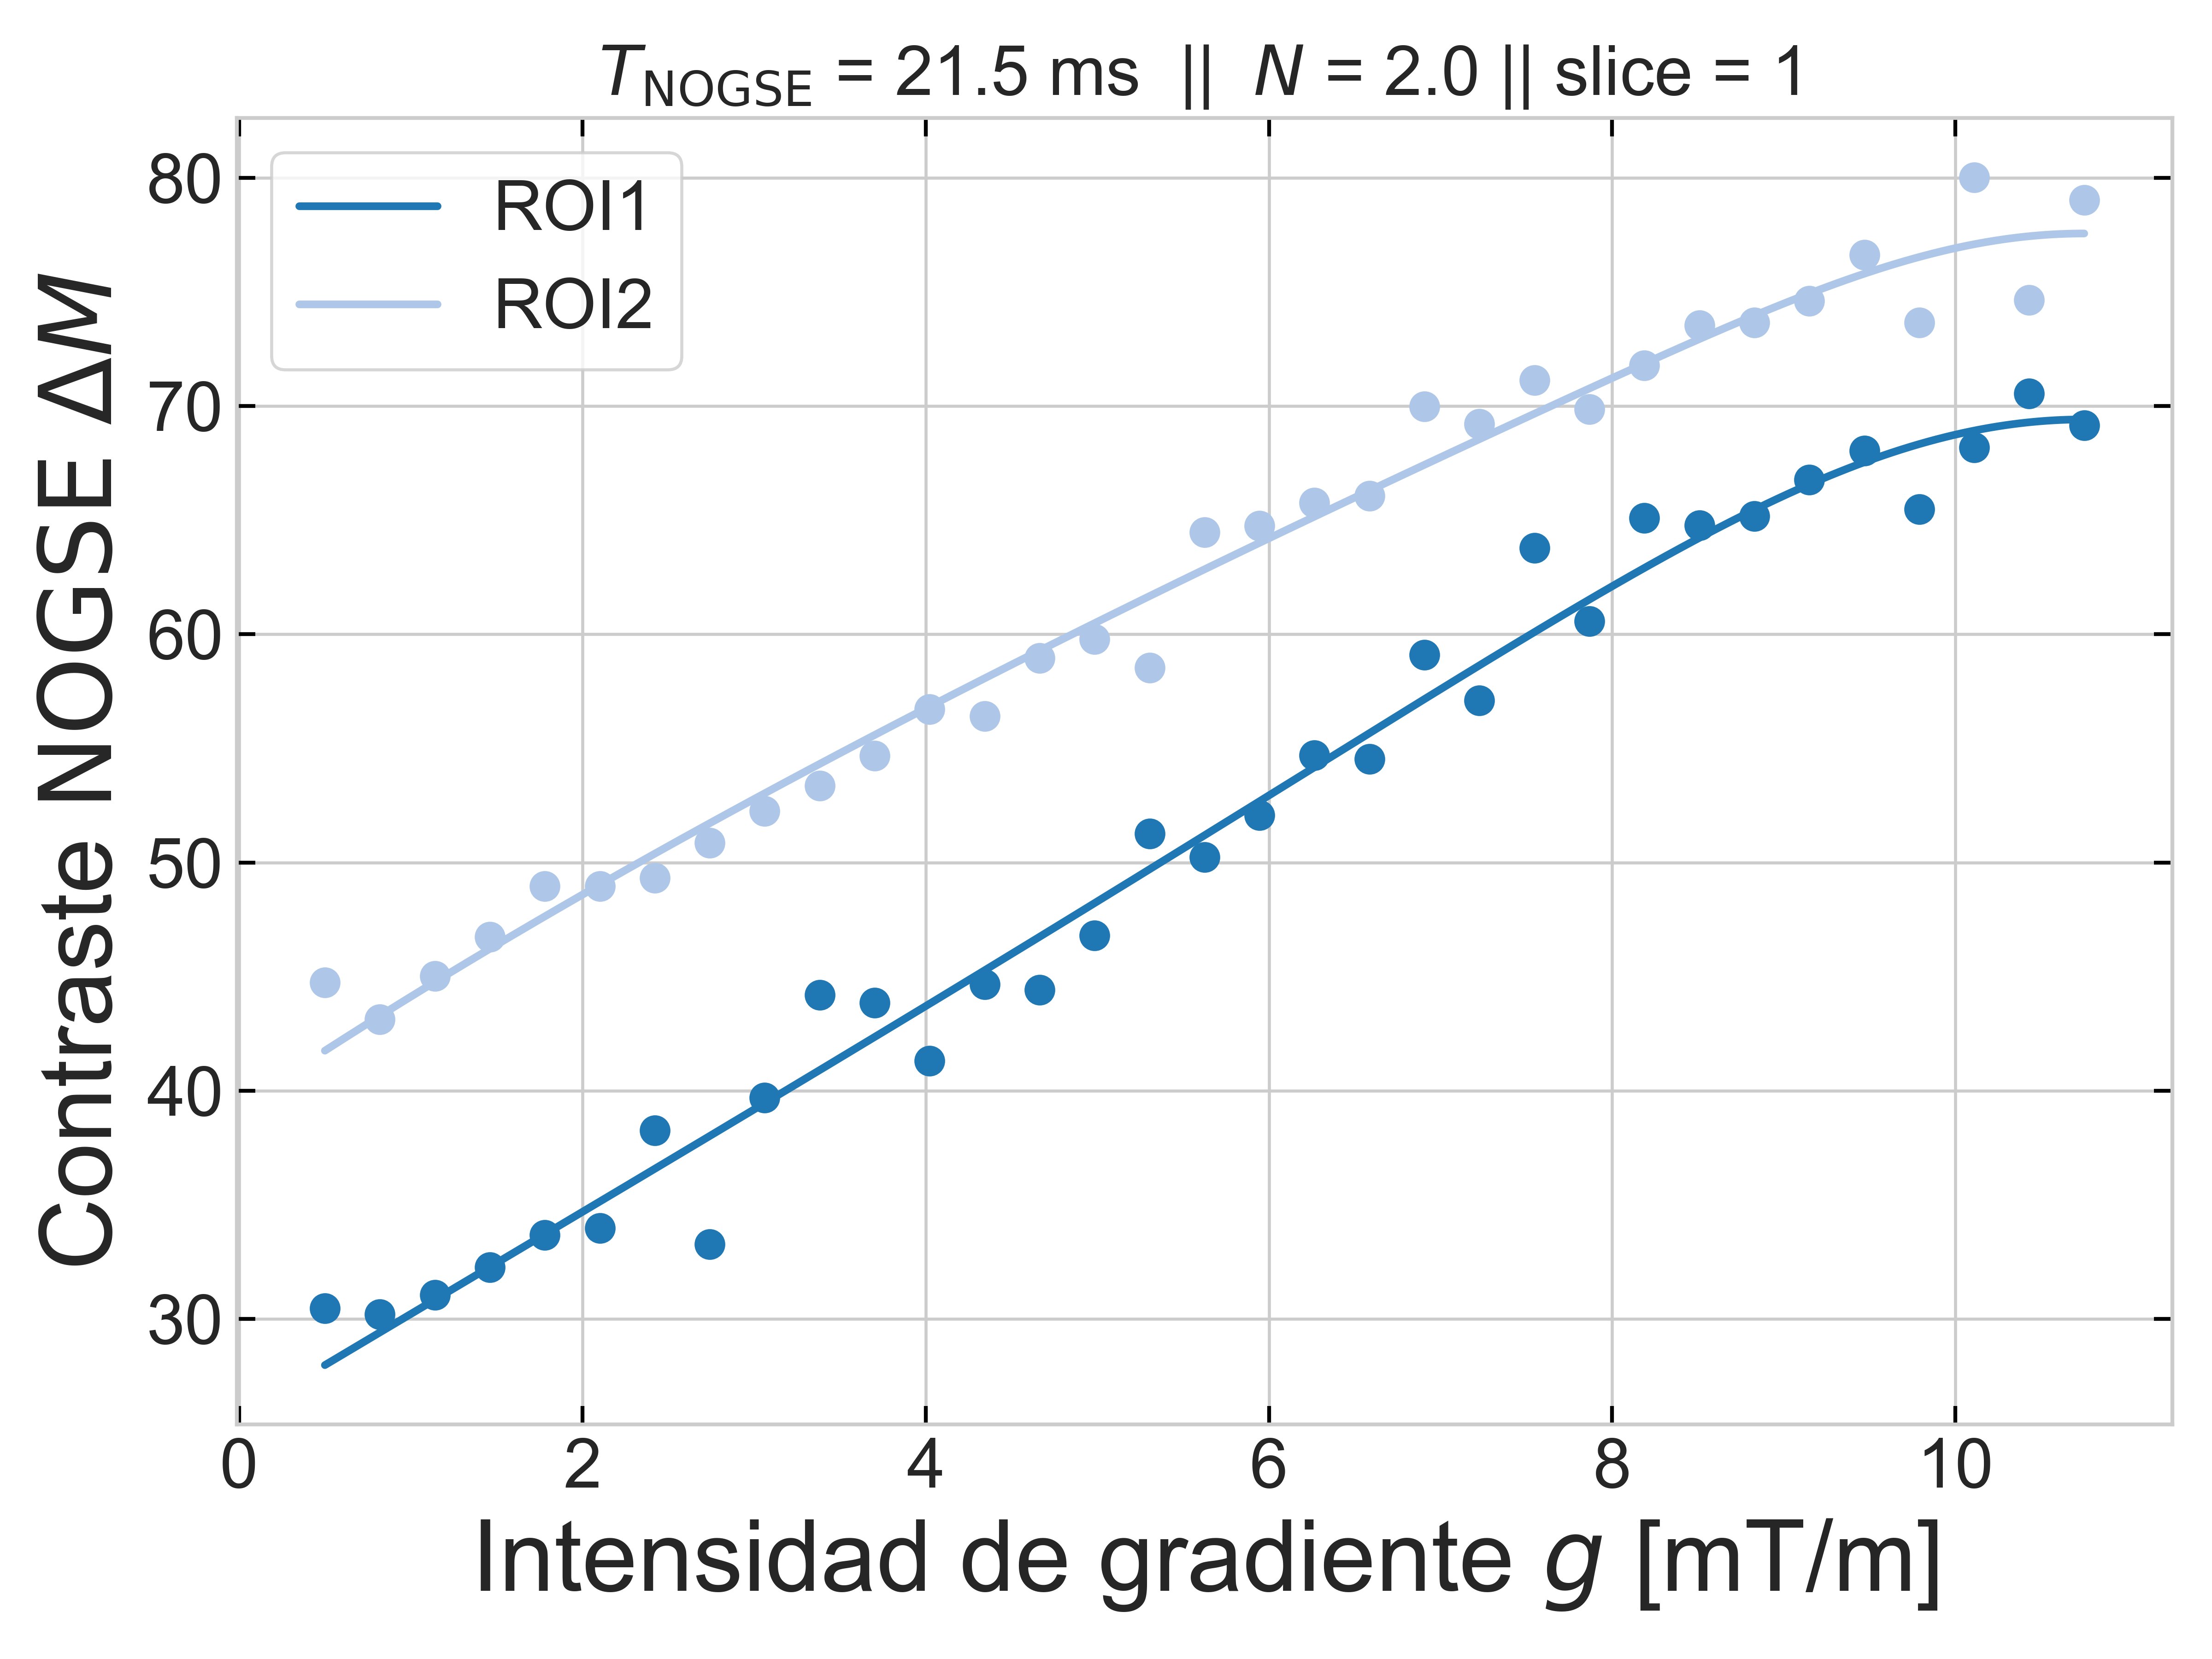 T_NOGSE = 21.5 ms || N = 2.0 || slice = 1
ROI1
ROI2
Contraste NOGSE ΔM
80
70
60
50
40
30
0 2 4 6 8 10
Intensidad de gradiente g [mT/m]